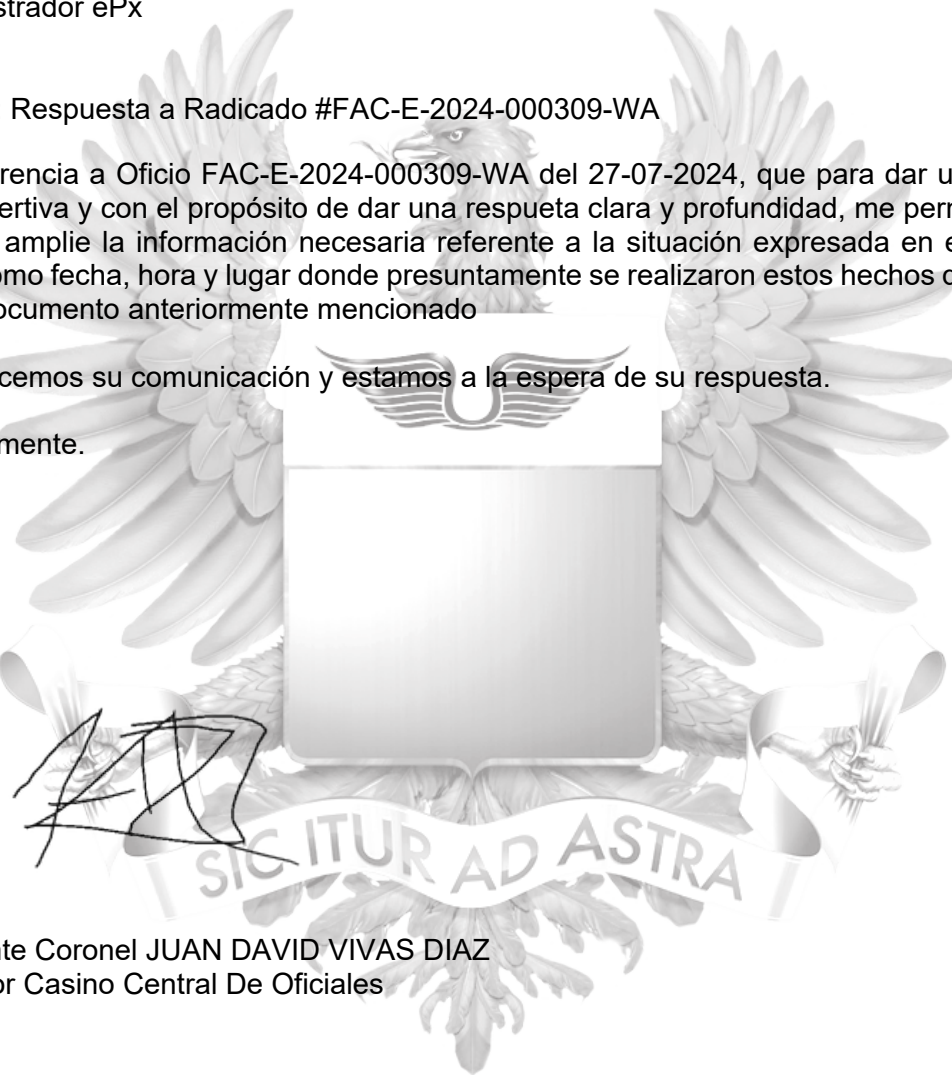 strador ePx
Respuesta a Radicado #FAC-E-2024-000309-WA
rencia a Oficio FAC-E-2024-000309-WA del 27-07-2024, que para dar u
ertiva y con el propósito de dar una respueta clara y profundidad, me perm
amplie la información necesaria referente a la situación expresada en e
omo fecha, hora y lugar donde presuntamente se realizaron estos hechos d
ocumento anteriormente mencionado
cemos su comunicación y estamos a la espera de su respuesta.
mente.
SIC ITUR AD ASTRA
nte Coronel JUAN DAVID VIVAS DIAZ
or Casino Central De Oficiales